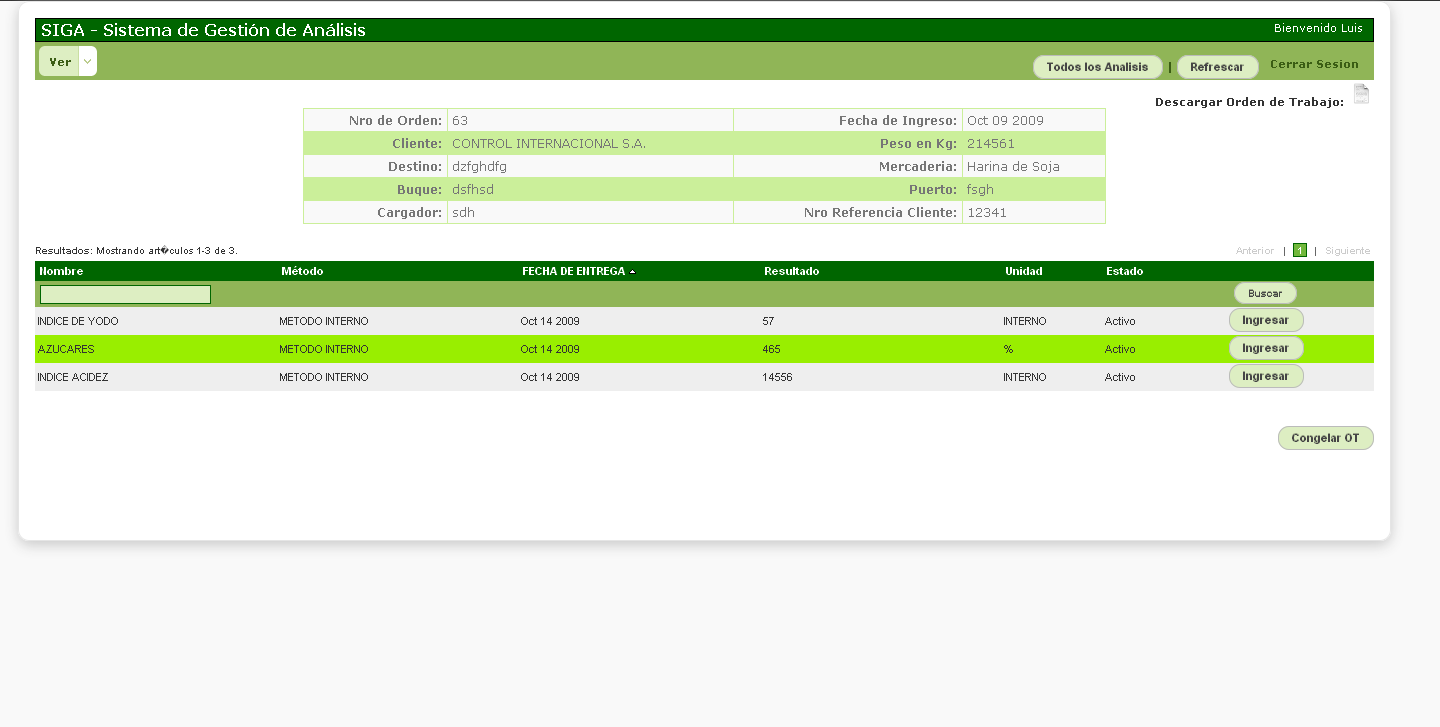 SIGA - Sistema de Gestión de Análisis Bienvenido Luis
Ver Todos los Analisis | Refrescar Cerrar Sesion
Descargar Orden de Trabajo:
Nro de Orden: 63 Fecha de Ingreso: Oct 09 2009
Cliente: CONTROL INTERNACIONAL S.A. Peso en Kg: 214561
Destino: dzfghdfg Mercaderia: Harina de Soja
Buque: dsfhsd Puerto: fsgh
Cargador: sdh Nro Referencia Cliente: 12341
Resultados: Mostrando art�culos 1-3 de 3. Anterior | 1 | Siguiente
Nombre Método FECHA DE ENTREGA Resultado Unidad Estado
Buscar
INDICE DE YODO METODO INTERNO Oct 14 2009 57 INTERNO Activo Ingresar
AZUCARES METODO INTERNO Oct 14 2009 465 % Activo Ingresar
INDICE ACIDEZ METODO INTERNO Oct 14 2009 14556 INTERNO Activo Ingresar
Congelar OT